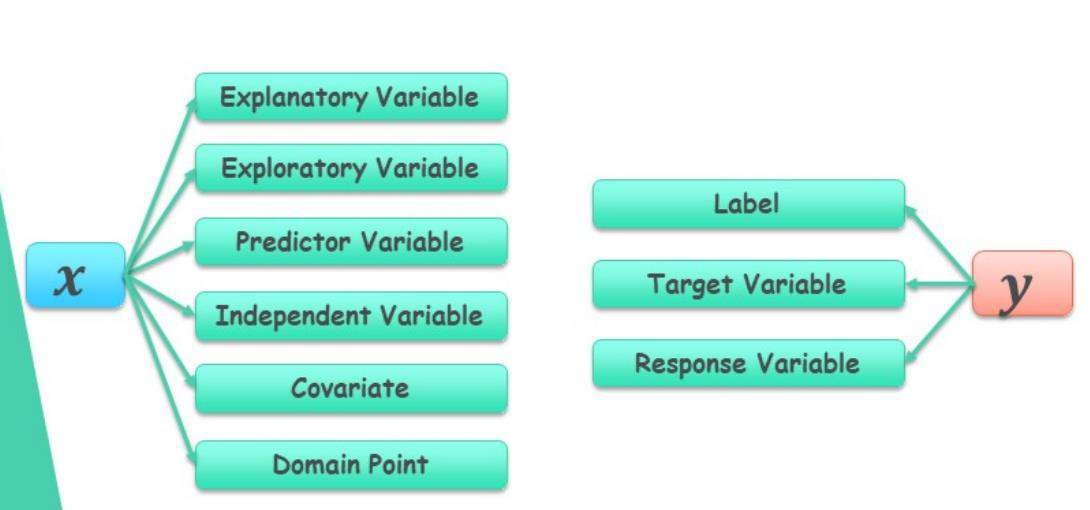 x
Explanatory Variable
Exploratory Variable
Predictor Variable
Independent Variable
Covariate
Domain Point
Label
Target Variable
Response Variable
y